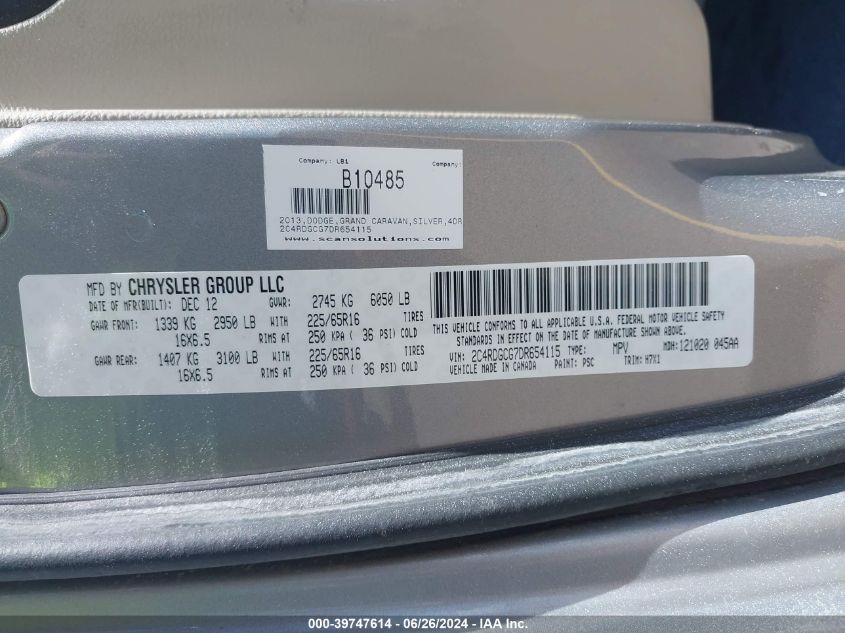 Company: LB1 Company:
B10485
2013,DODGE,GRAND CARAVAN,SILVER,4DR
2C4RDGCG7DR654115
www.scansolutions.com
MFD BY CHRYSLER GROUP LLC
DATE OF MFR(BUILT): DEC 12 GVWR: 2745 KG 6050 LB
GAWR FRONT: 1339 KG 2950 LB WITH 225/65R16 TIRES
16X6.5 RIMS AT 250 KPA ( 36 PSI) COLD
GAWR REAR: 1407 KG 3100 LB WITH 225/65R16 TIRES
16X6.5 RIMS AT 250 KPA ( 36 PSI) COLD
THIS VEHICLE CONFORMS TO ALL APPLICABLE U.S.A. FEDERAL MOTOR VEHICLE SAFETY
STANDARDS IN EFFECT ON THE DATE OF MANUFACTURE SHOWN ABOVE.
VIN: 2C4RDGCG7DR654115 TYPE: MPV MDH: 121020 045AA
VEHICLE MADE IN CANADA PAINT: PSC TRIM: H7X1
000-39747614 - 06/26/2024 - IAA Inc.